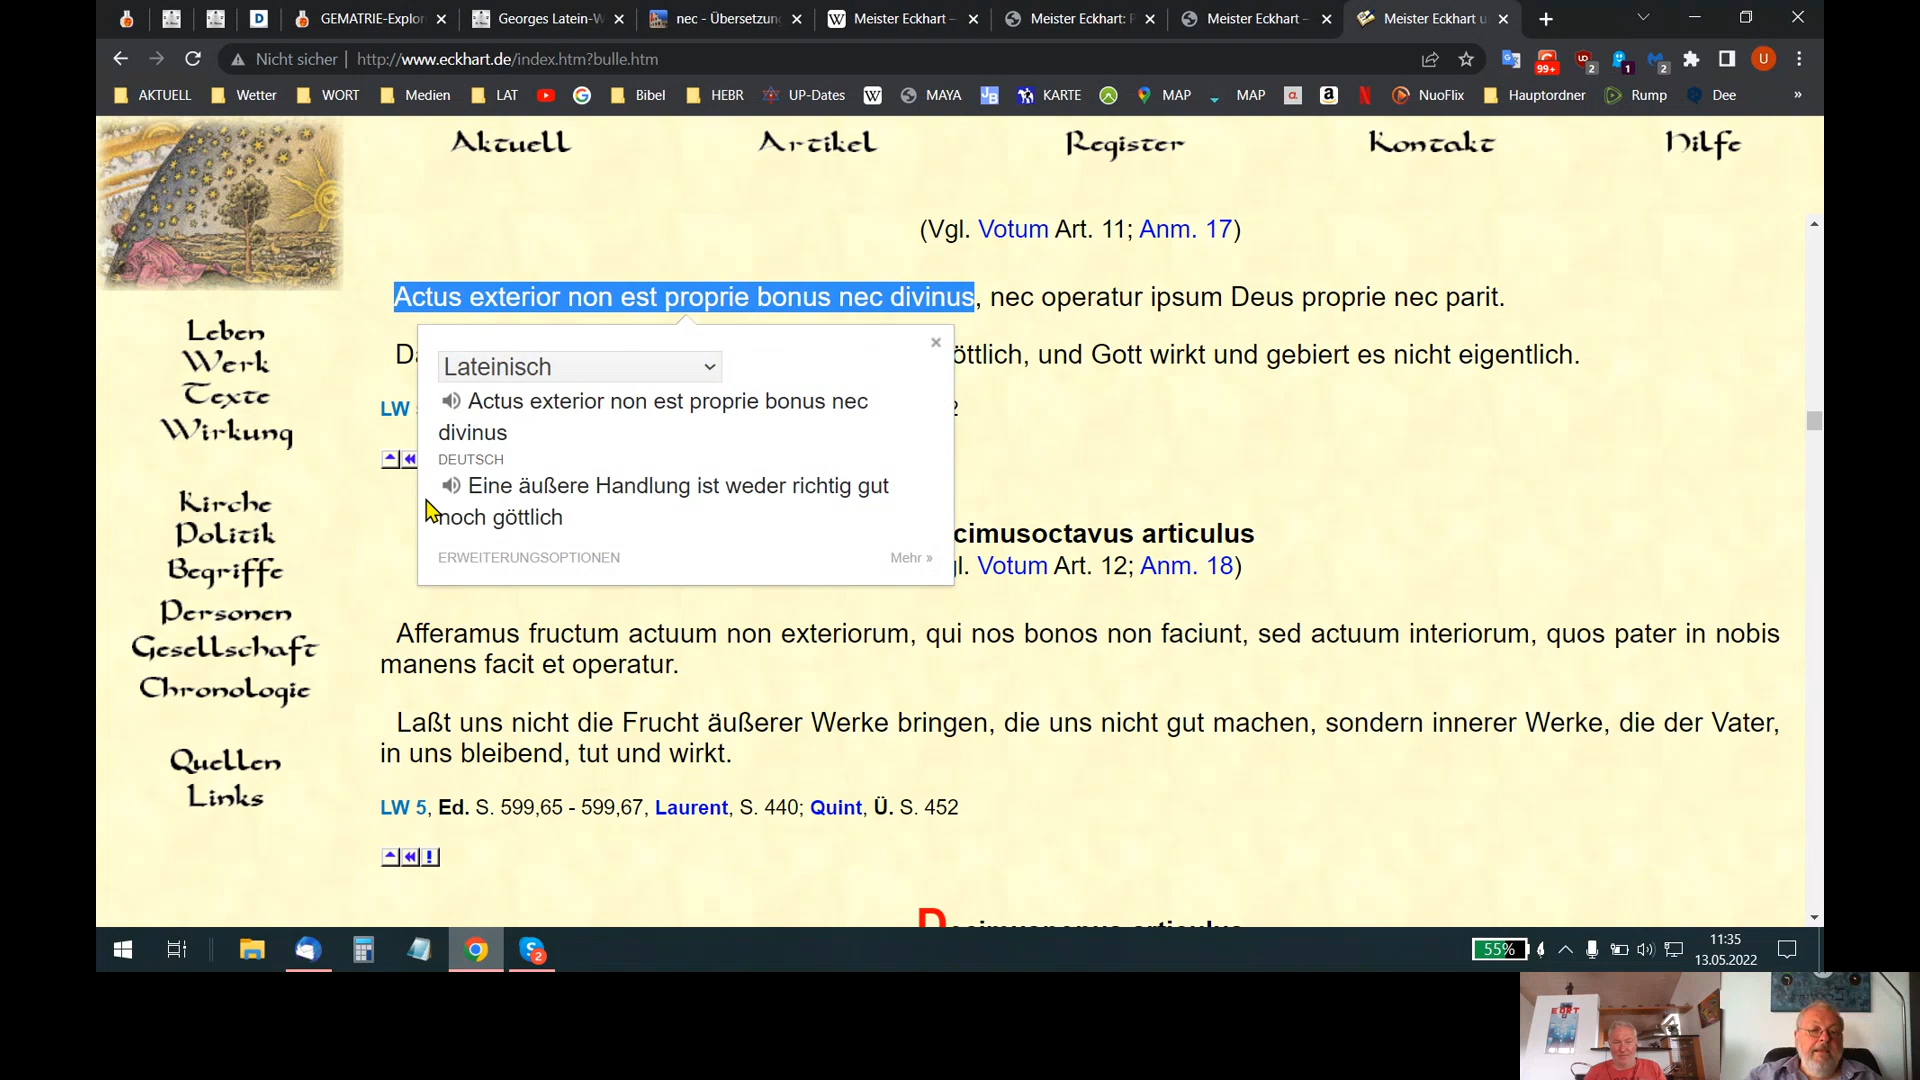 GEMATRIE-Explor
Georges Latein-W
nec - Übersetzung
Meister Eckhart –
Meister Eckhart: P
Meister Eckhart –
Meister Eckhart u
Nicht sicher | http://www.eckhart.de/index.htm?bulle.htm
99+ 2 1 2 U
AKTUELL Wetter WORT Medien LAT Bibel HEBR UP-Dates MAYA KARTE MAP MAP NuoFlix Hauptordner Rump Dee »
Aktuell Artikel Register Kontakt Hilfe
(Vgl. Votum Art. 11; Anm. 17)
Actus exterior non est proprie bonus nec divinus, nec operatur ipsum Deus proprie nec parit.
göttlich, und Gott wirkt und gebiert es nicht eigentlich.
LW
Lateinisch
Actus exterior non est proprie bonus nec
divinus
DEUTSCH
Eine äußere Handlung ist weder richtig gut
noch göttlich
ERWEITERUNGSOPTIONEN Mehr »
cimusoctavus articulus
gl. Votum Art. 12; Anm. 18)
Afferamus fructum actuum non exteriorum, qui nos bonos non faciunt, sed actuum interiorum, quos pater in nobis
manens facit et operatur.
Laßt uns nicht die Frucht äußerer Werke bringen, die uns nicht gut machen, sondern innerer Werke, die der Vater,
in uns bleibend, tut und wirkt.
LW 5, Ed. S. 599,65 - 599,67, Laurent, S. 440; Quint, Ü. S. 452
Leben
Werk
Texte
Wirkung
Kirche
Politik
Begriffe
Personen
Gesellschaft
Chronologie
Quellen
Links
55%
11:35
13.05.2022